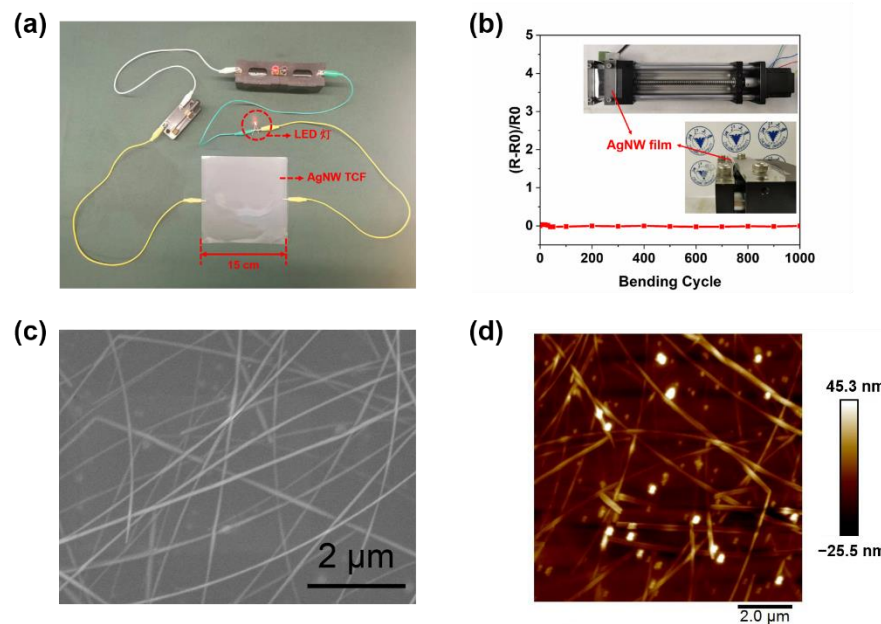 (a)
LED 灯
AgNW TCF
15 cm
(b)
(R-R0)/R0
5
4
3
2
1
0
AgNW film
0 200 400 600 800 1000
Bending Cycle
(c)
2 μm
(d)
45.3 nm
−25.5 nm
2.0 μm